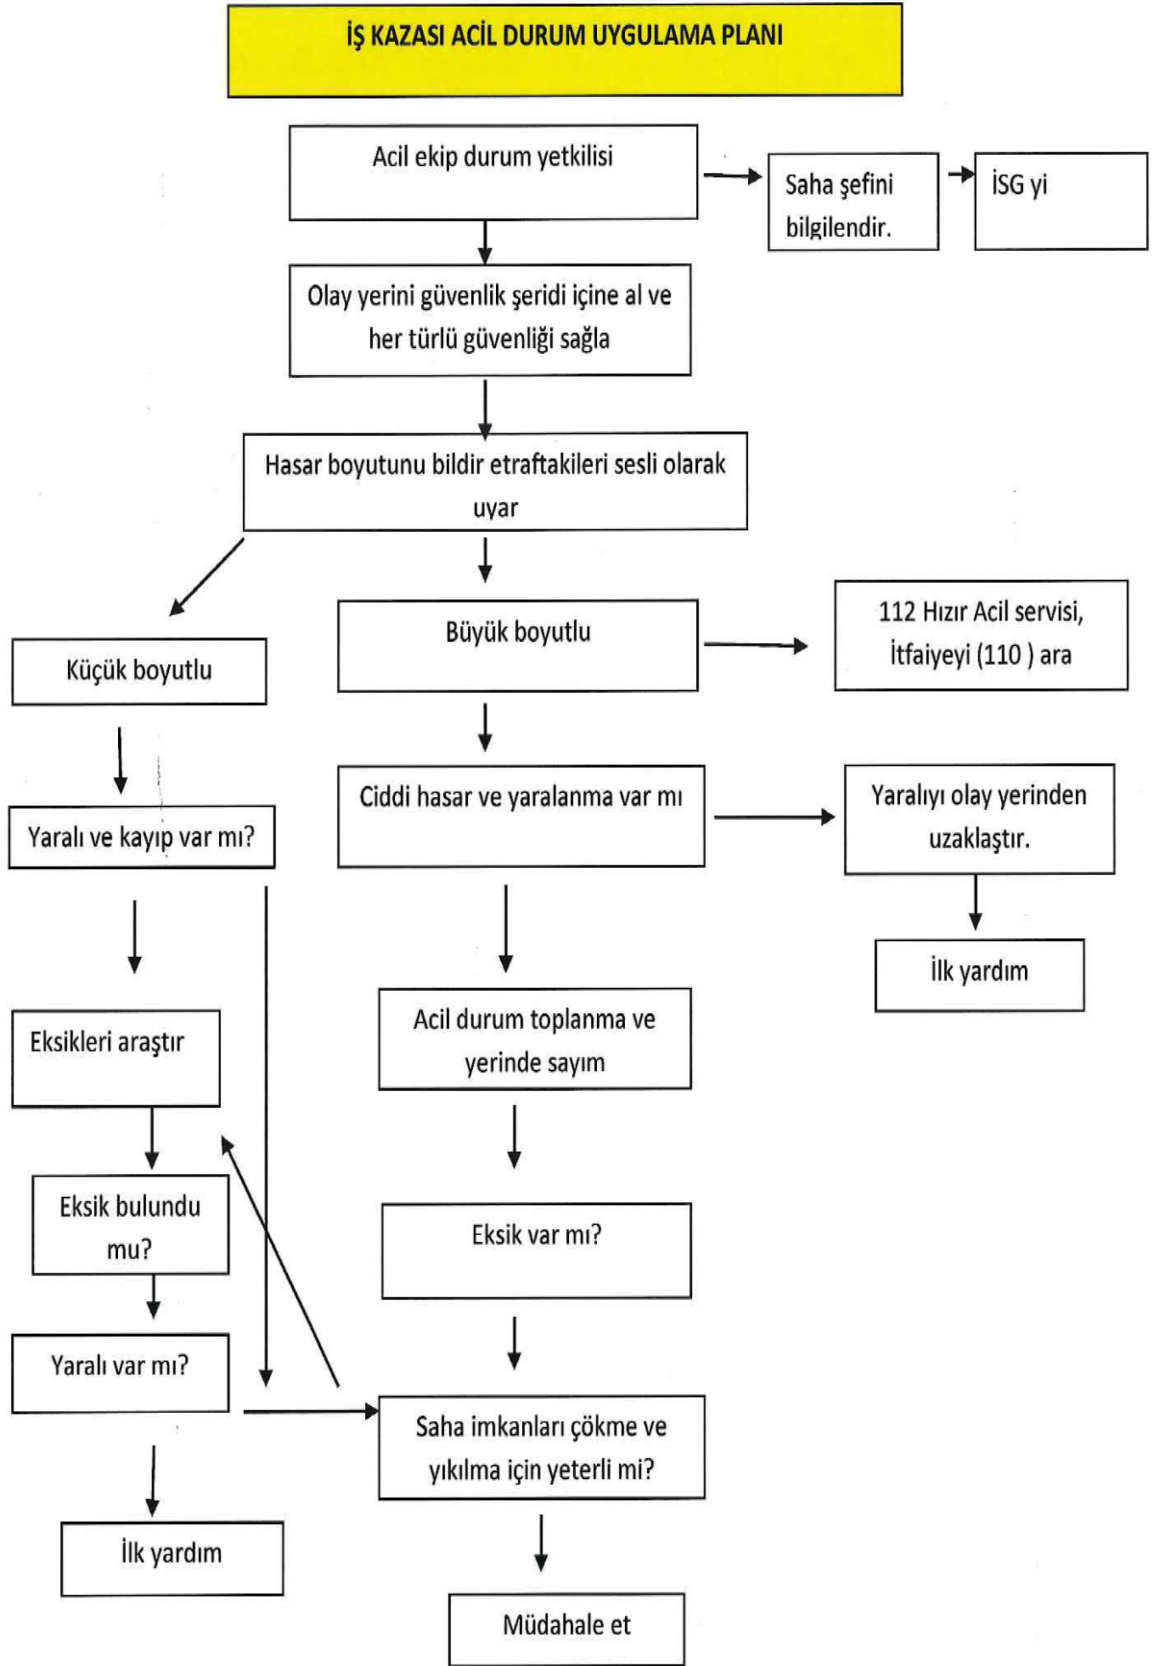 İŞ KAZASI ACİL DURUM UYGULAMA PLANI
Acil ekip durum yetkilisi
Saha şefini
bilgilendir.
İSG yi
Olay yerini güvenlik şeridi içine al ve
her türlü güvenliği sağla
Hasar boyutunu bildir etraftakileri sesli olarak
uyar
Küçük boyutlu
Büyük boyutlu
112 Hızır Acil servisi,
İtfaiyeyi (110 ) ara
Yaralı ve kayıp var mı?
Ciddi hasar ve yaralanma var mı
Yaralıyı olay yerinden
uzaklaştır.
İlk yardım
Eksikleri araştır
Acil durum toplanma ve
yerinde sayım
Eksik bulundu
mu?
Eksik var mı?
Yaralı var mı?
Saha imkanları çökme ve
yıkılma için yeterli mi?
İlk yardım
Müdahale et